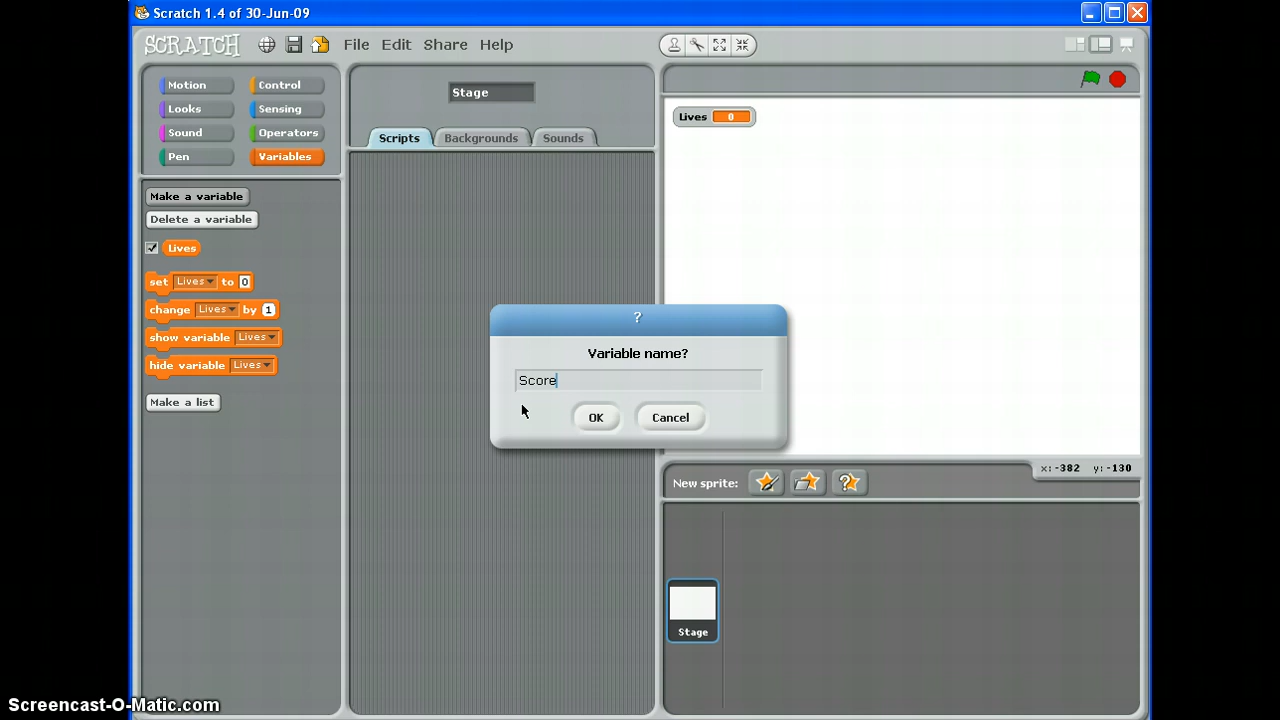 Scratch 1.4 of 30-Jun-09
SCRATCH File Edit Share Help
Motion Control
Looks Sensing
Sound Operators
Pen Variables
Make a variable
Delete a variable
Lives
set Lives to 0
change Lives by 1
show variable Lives
hide variable Lives
Make a list
Stage
Scripts Backgrounds Sounds
Lives 0
?
Variable name?
Score
OK Cancel
x: -382 y: -130
New sprite: ?
Stage
Screencast-O-Matic.com